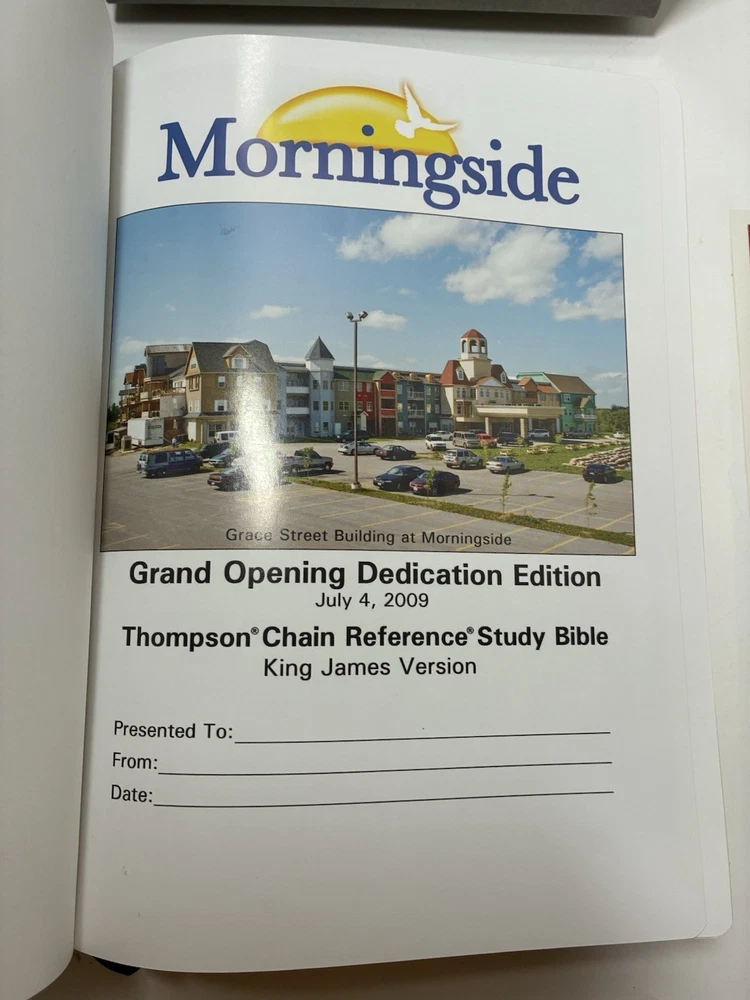 Morningside
Grace Street Building at Morningside
Grand Opening Dedication Edition
July 4, 2009
Thompson® Chain Reference® Study Bible
King James Version
Presented To:
From:
Date: